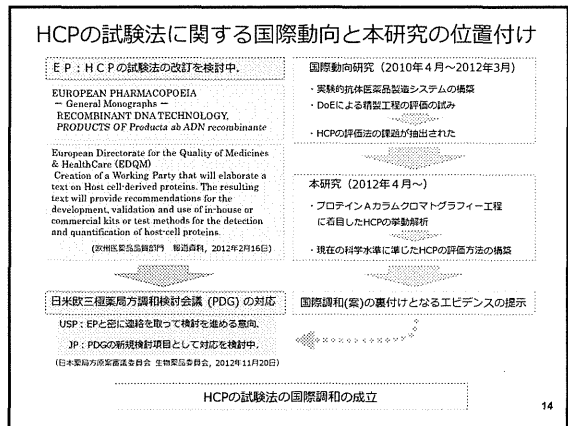 HCPの試験法に関する国際動向と本研究の位置付け
ＥＰ：ＨＣＰの試験法の改訂を検討中.
EUROPEAN PHARMACOPOEIA
– General Monographs –
RECOMBINANT DNA TECHNOLOGY,
PRODUCTS OF Producta ab ADN recombinante
European Directorate for the Quality of Medicines
& HealthCare (EDQM)
Creation of a Working Party that will elaborate a
text on Host cell-derived proteins. The resulting
text will provide recommendations for the
development, validation and use of in-house or
commercial kits or test methods for the detection
and quantification of host-cell proteins.
(欧州医薬品品質部門 報道資料, 2012年2月16日)
日米欧三極薬局方調和検討会議 (PDG) の対応
USP：EPと密に連絡を取って検討を進める意向.
JP：PDGの新規検討項目として対応を検討中.
(日本薬局方原案審議委員会 生物薬品委員会, 2012年11月20日)
国際動向研究（2010年４月～2012年3月）
・実験的抗体医薬品製造システムの構築
・DoEによる精製工程の評価の試み
・HCPの評価法の課題が抽出された
本研究（2012年４月～）
・プロテインＡカラムクロマトグラフィー工程
に着目したHCPの挙動解析
・現在の科学水準に準じたHCPの評価方法の構築
国際調和(案)の裏付けとなるエビデンスの提示
HCPの試験法の国際調和の成立
14